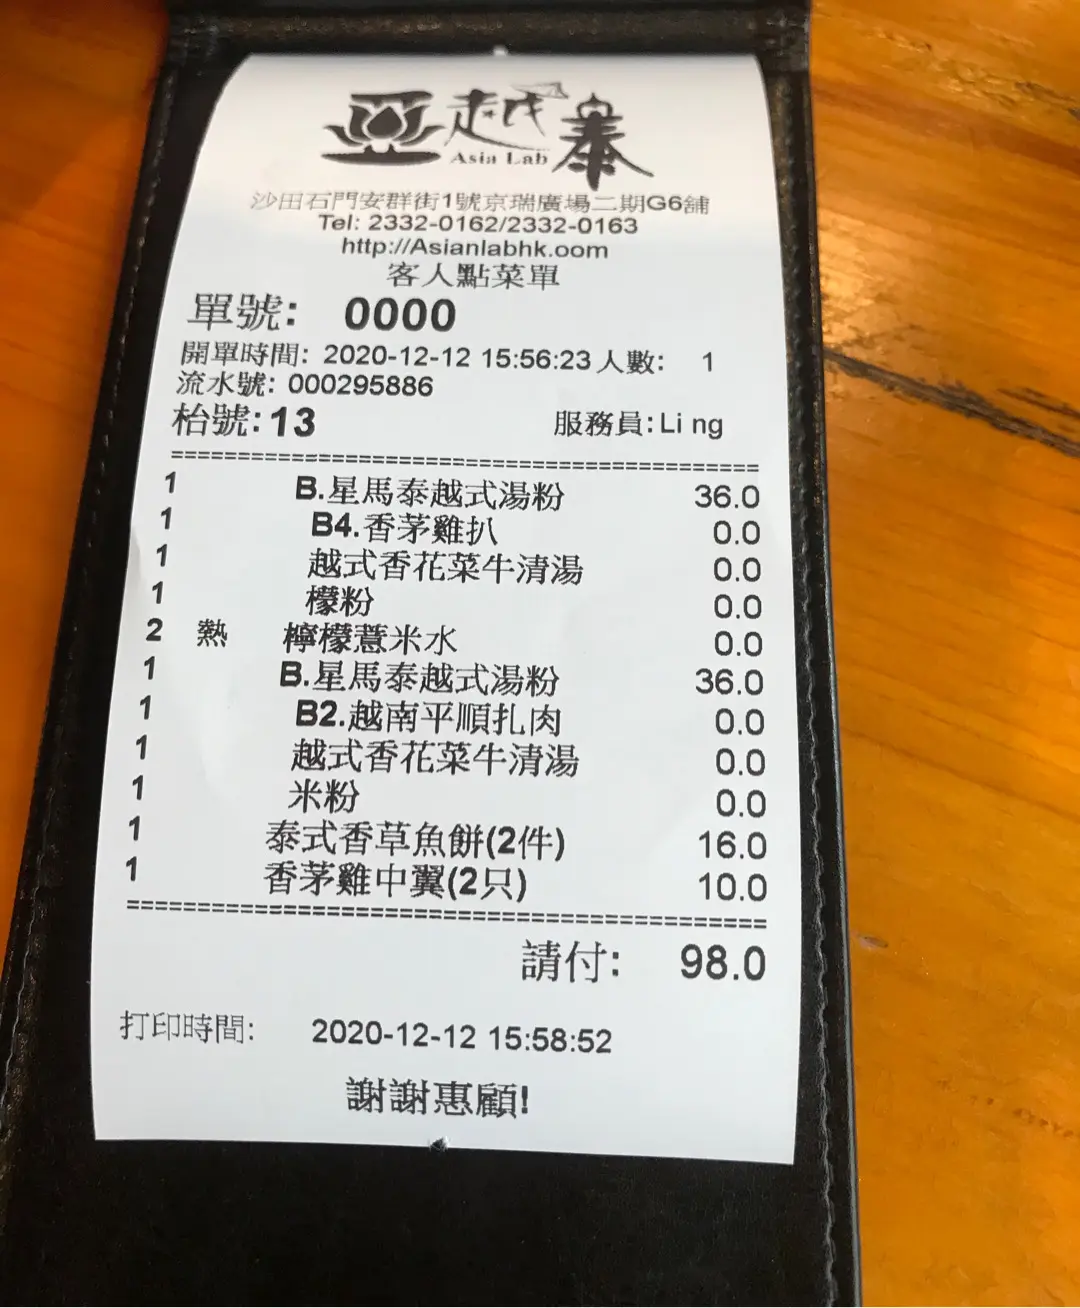 亞越泰
Asia Lab
沙田石門安群街1號京瑞廣場二期G6舖
Tel: 2332-0162/2332-0163
http://Asianlabhk.com
客人點菜單
單號: 0000
開單時間: 2020-12-12 15:56:23 人數: 1
流水號: 000295886
枱號: 13 服務員: Li ng
1 B.星馬泰越式湯粉 36.0
1 B4.香茅雞扒 0.0
1 越式香花菜牛清湯 0.0
1 檬粉 0.0
2 熱 檸檬薏米水 0.0
1 B.星馬泰越式湯粉 36.0
1 B2.越南平順扎肉 0.0
1 越式香花菜牛清湯 0.0
1 米粉 0.0
1 泰式香草魚餅(2件) 16.0
1 香茅雞中翼(2只) 10.0
請付: 98.0
打印時間: 2020-12-12 15:58:52
謝謝惠顧!